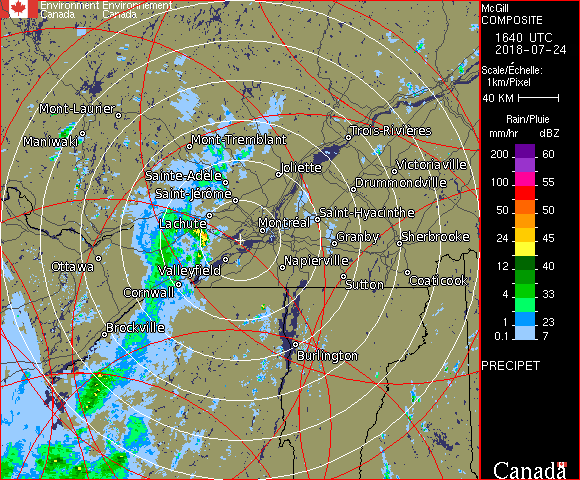 Environment Environnement
Canada Canada
McGill
COMPOSITE
1640 UTC
2018-07-24
Scale/Échelle:
1km/Pixel
40 KM
Rain/Pluie
mm/hr dBZ
200 60
100 55
50 50
24 45
12 40
4 33
1 23
0.1 7
PRECIPET
Canada
Mont-Laurier
Maniwaki
Mont-Tremblant
Trois-Rivières
Joliette
Victoriaville
Sainte-Adèle
Drummondville
Saint-Jérôme
Lachute
Montréal
Saint-Hyacinthe
Granby
Sherbrooke
Ottawa
Valleyfield
Napierville
Cornwall
Sutton
Coaticook
Brockville
Burlington